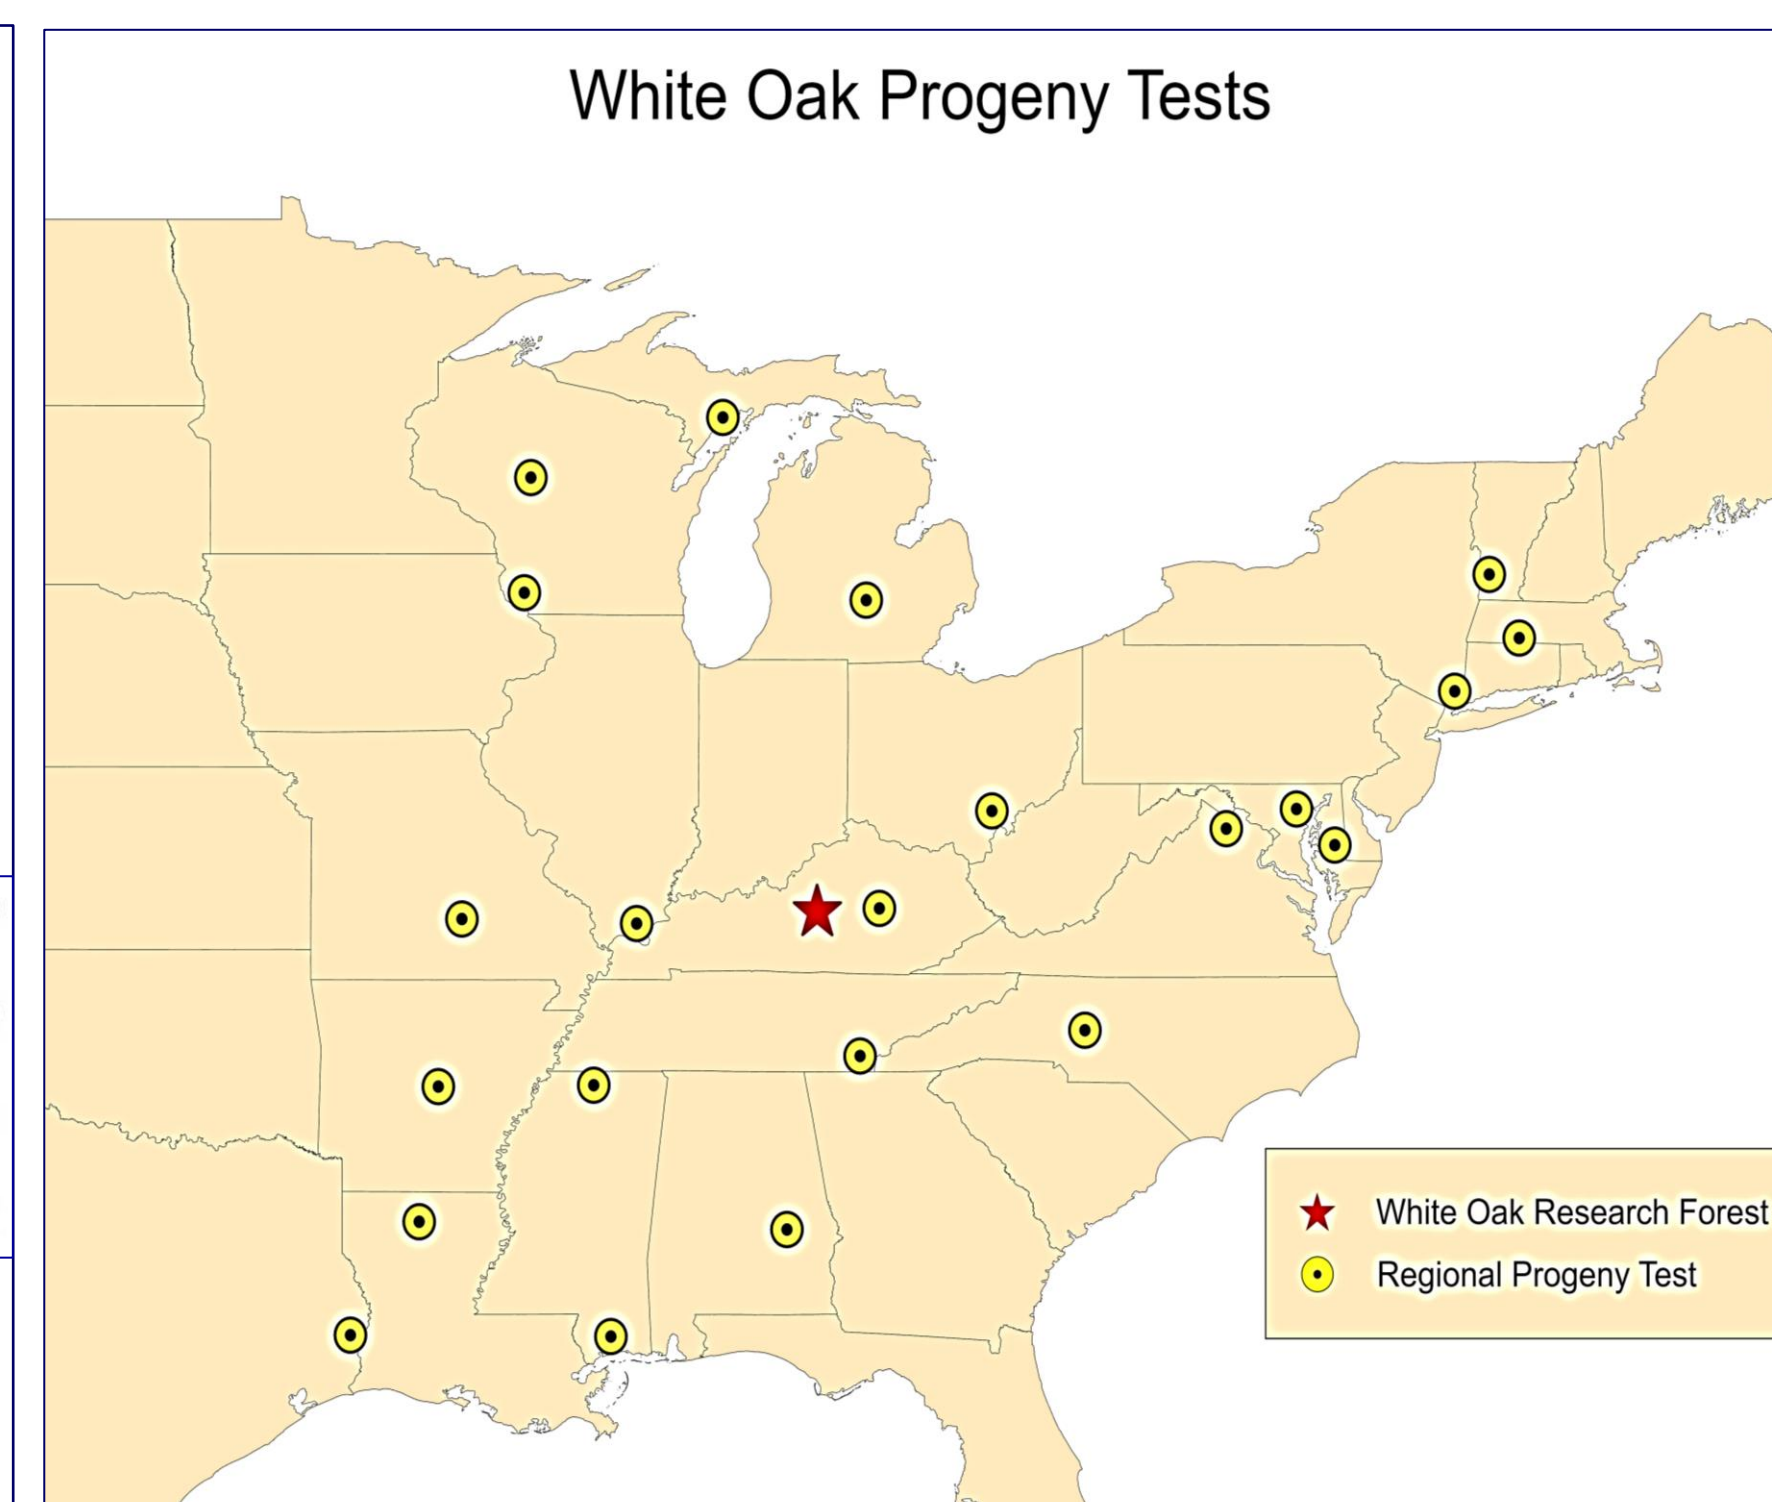 White Oak Progeny Tests
White Oak Research Forest
Regional Progeny Test